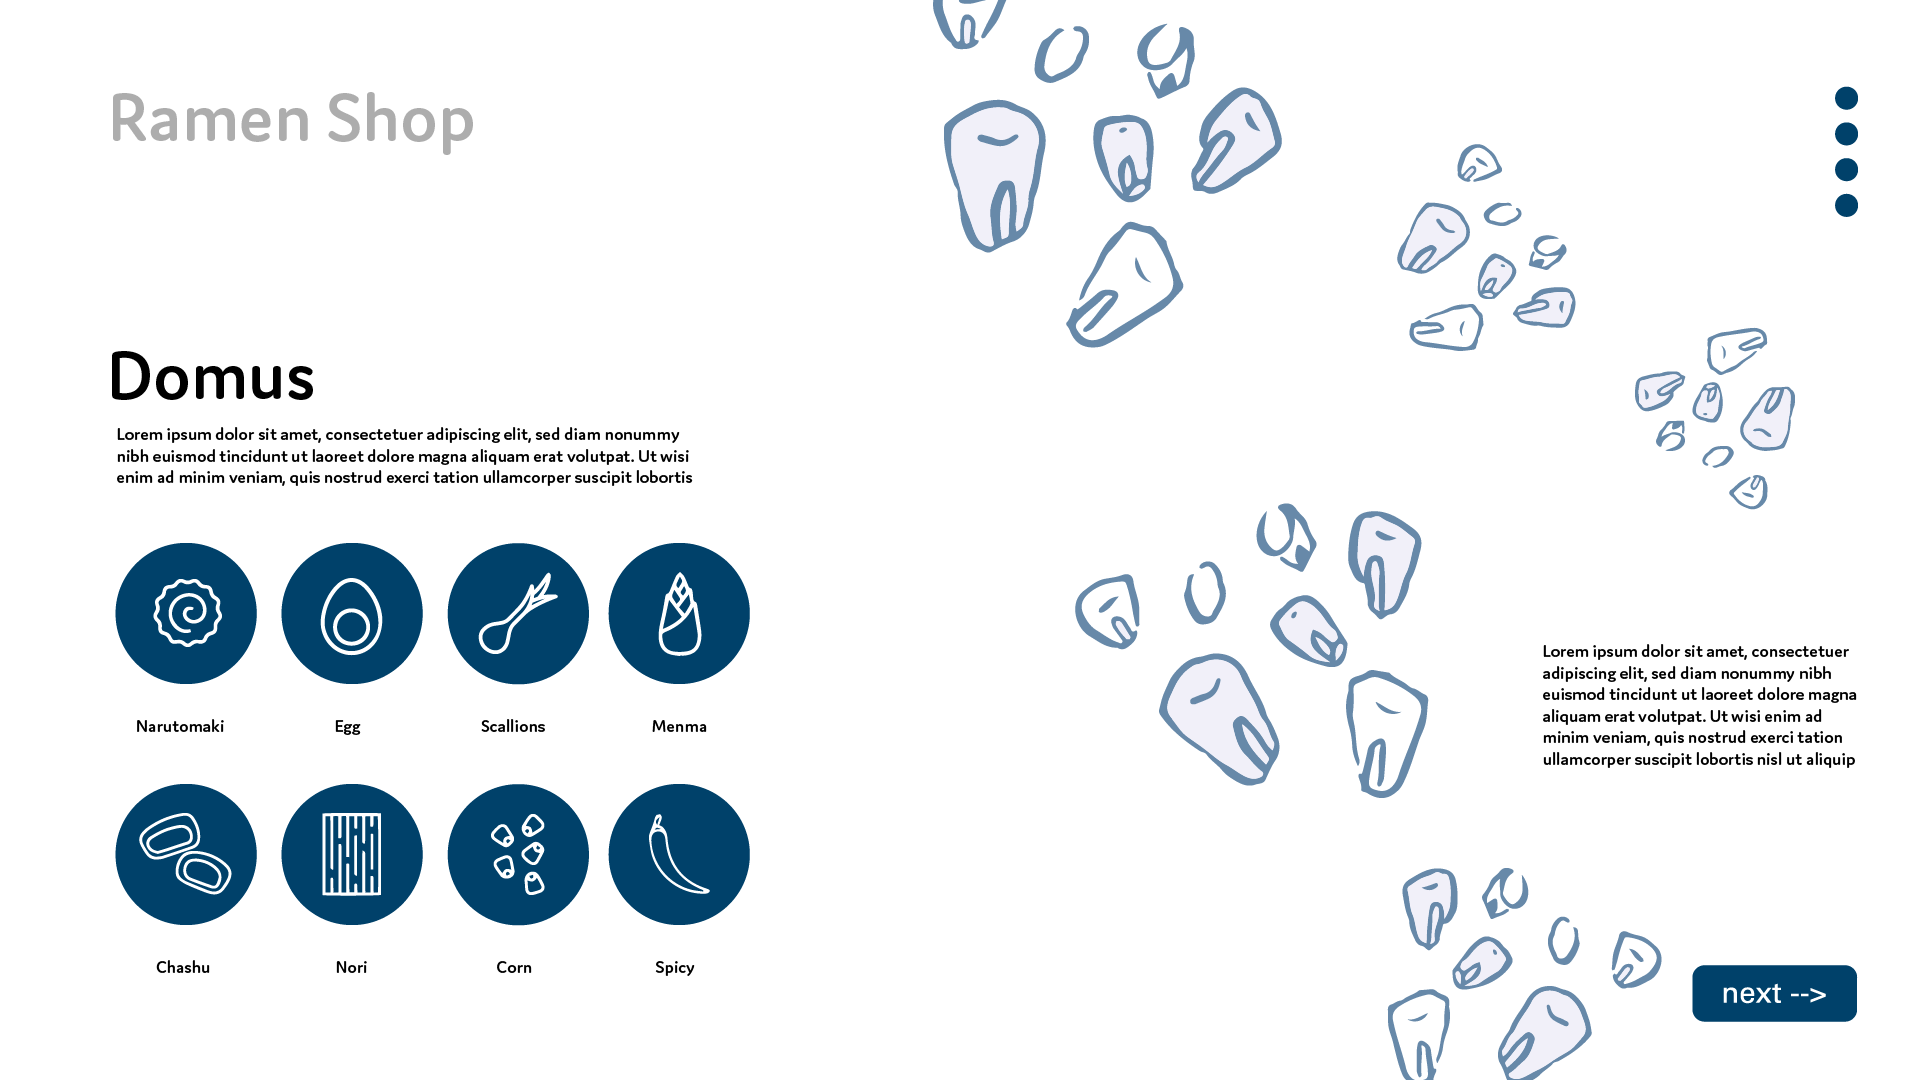 Ramen Shop
Domus
Lorem ipsum dolor sit amet, consectetuer adipiscing elit, sed diam nonummy
nibh euismod tincidunt ut laoreet dolore magna aliquam erat volutpat. Ut wisi
enim ad minim veniam, quis nostrud exerci tation ullamcorper suscipit lobortis
Narutomaki
Egg
Scallions
Menma
Chashu
Nori
Corn
Spicy
Lorem ipsum dolor sit amet, consectetuer
adipiscing elit, sed diam nonummy nibh
euismod tincidunt ut laoreet dolore magna
aliquam erat volutpat. Ut wisi enim ad
minim veniam, quis nostrud exerci tation
ullamcorper suscipit lobortis nisl ut aliquip
next -->